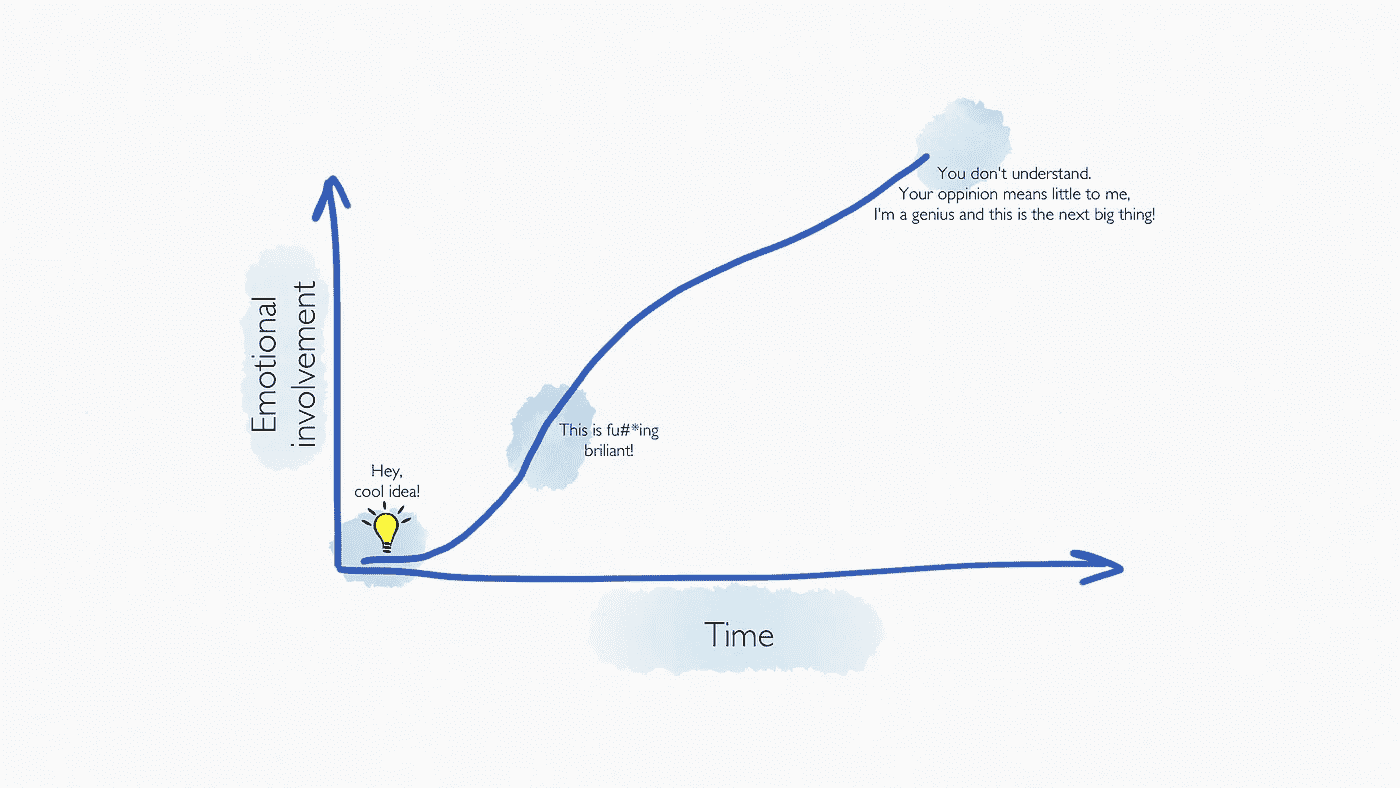 You don't understand.
Your oppinion means little to me,
I'm a genius and this is the next big thing!
Emotional
involvement
This is fu#*ing
briliant!
Hey,
cool idea!
Time